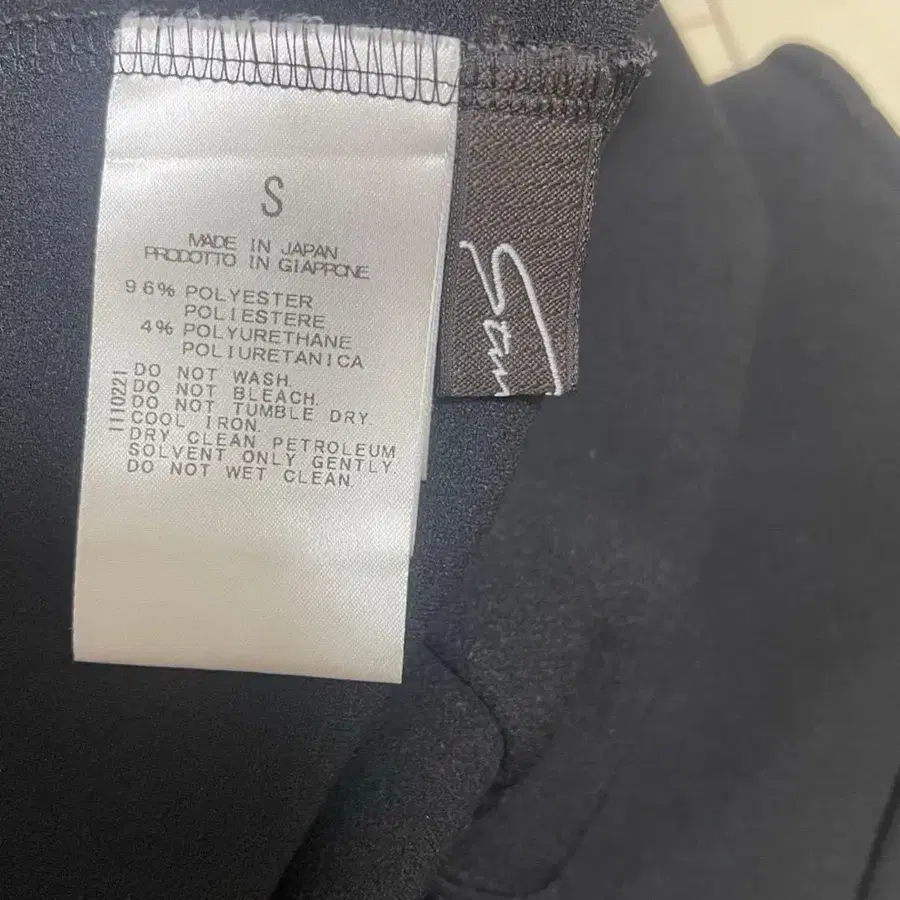 S
MADE IN JAPAN
PRODOTTO IN GIAPPONE
96% POLYESTER
POLIESTERE
4% POLYURETHANE
POLIURETANICA
DO NOT WASH.
DO NOT BLEACH.
DO NOT TUMBLE DRY.
COOL IRON.
DRY CLEAN PETROLEUM
SOLVENT ONLY GENTLY.
DO NOT WET CLEAN.
110221